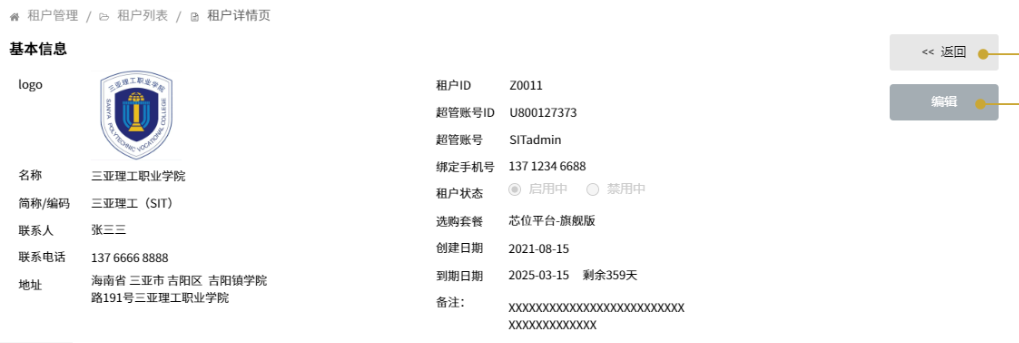 租户管理 / 租户列表 / 租户详情页
基本信息
<< 返回
编辑
logo
三亚理工职业学院
SANYA POLYTECHNIC VOCATIONAL COLLEGE
名称 三亚理工职业学院
简称/编码 三亚理工（SIT）
联系人 张三三
联系电话 137 6666 8888
地址 海南省 三亚市 吉阳区 吉阳镇学院
路191号三亚理工职业学院
租户ID Z0011
超管账号ID U800127373
超管账号 SITadmin
绑定手机号 137 1234 6688
租户状态 启用中 禁用中
选购套餐 芯位平台-旗舰版
创建日期 2021-08-15
到期日期 2025-03-15 剩余359天
备注： XXXXXXXXXXXXXXXXXXXXXXXXXX
XXXXXXXXXXXXX